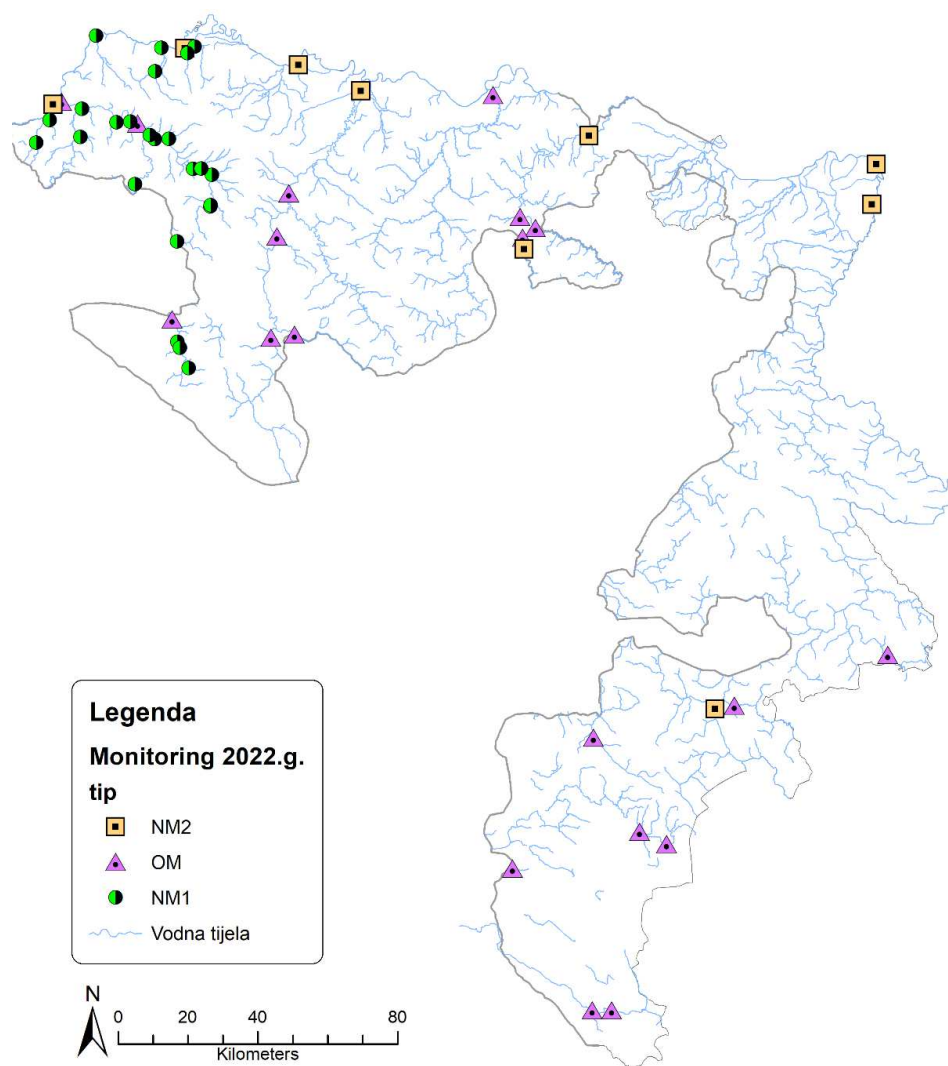 Legenda
Monitoring 2022.g.
tip
NM2
OM
NM1
Vodna tijela
N
0 20 40 80
Kilometers